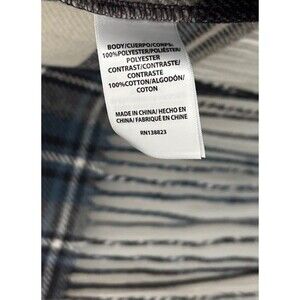 BODY/CUERPO/CORPS:
100%POLYESTER/POLIÉSTER/
POLYESTER
CONTRAST/CONTRASTE/
CONTRASTE
100%COTTON/ALGODÓN/
COTON
MADE IN CHINA/ HECHO EN
CHINA/ FABRIQUÉ EN CHINE
RN138823